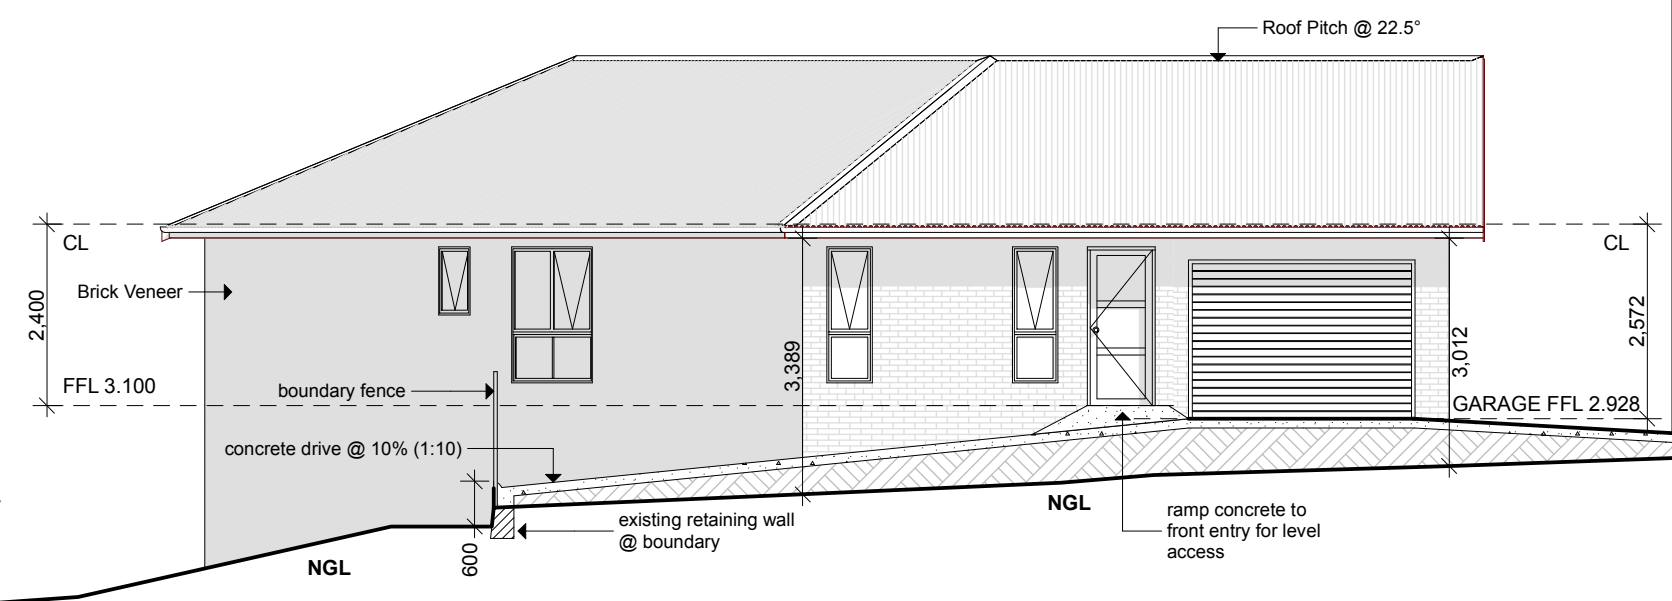 Roof Pitch @ 22.5°
CL
CL
Brick Veneer
2,400
2,572
3,389
3,012
FFL 3.100
boundary fence
GARAGE FFL 2.928
concrete drive @ 10% (1:10)
NGL
existing retaining wall
@ boundary
ramp concrete to
front entry for level
access
600
NGL